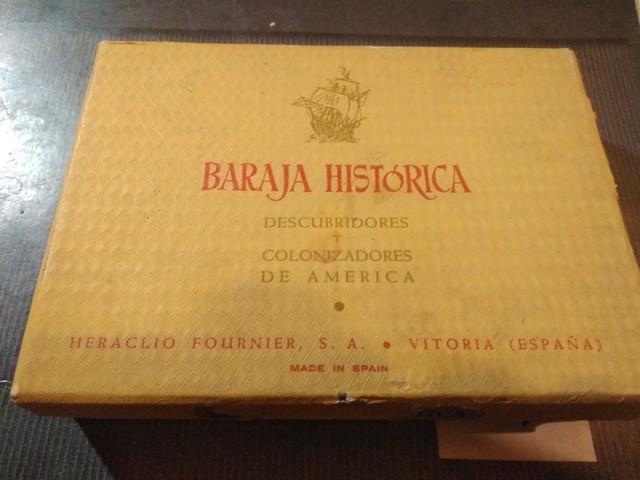 BARAJA HISTÓRICA
DESCUBRIDORES
Y
COLONIZADORES
DE AMERICA
HERACLIO FOURNIER, S. A. • VITORIA (ESPAÑA)
MADE IN SPAIN